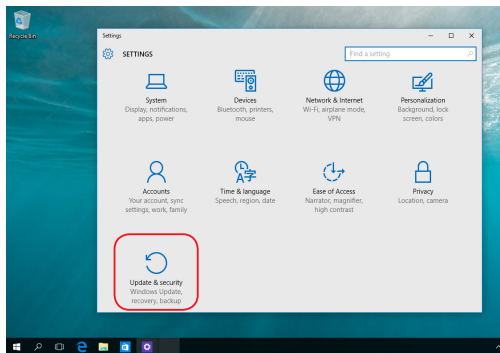 Recycle Bin
Settings
SETTINGS
Find a setting
System
Display, notifications,
apps, power
Devices
Bluetooth, printers,
mouse
Network & Internet
Wi-Fi, airplane mode,
VPN
Personalization
Background, lock
screen, colors
Accounts
Your account, sync
settings, work, family
Time & language
Speech, region, date
Ease of Access
Narrator, magnifier,
high contrast
Privacy
Location, camera
Update & security
Windows Update,
recovery, backup